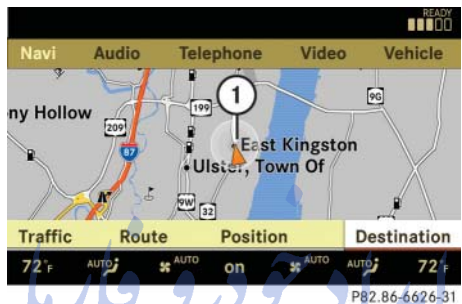 READY
Navi Audio Telephone Video Vehicle
1
9G
ny Hollow
199
209
East Kingston
87
Ulster, Town Of
9W
32
Traffic Route Position Destination
72°F AUTO AUTO on AUTO AUTO 72°F
P82.86-6626-31